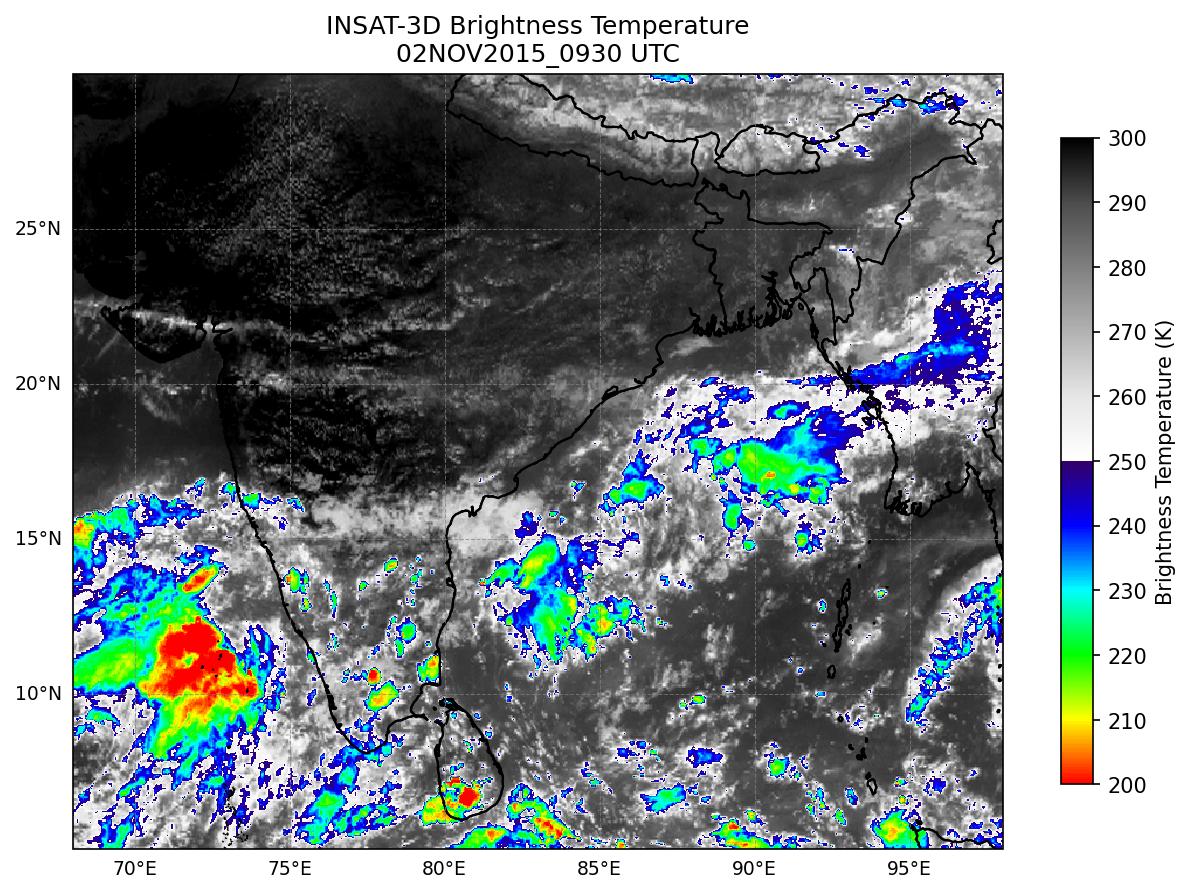 INSAT-3D Brightness Temperature
02NOV2015_0930 UTC
25°N
20°N
15°N
10°N
70°E
75°E
80°E
85°E
90°E
95°E
300
290
280
270
260
250
240
230
220
210
200
Brightness Temperature (K)